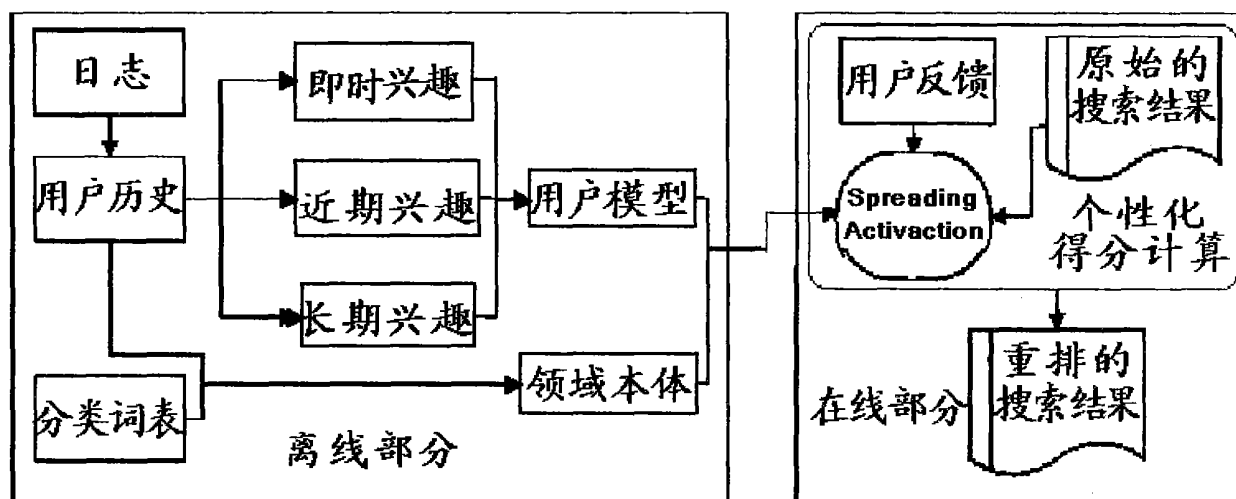 日志
用户历史
分类词表
即时兴趣
近期兴趣
长期兴趣
用户模型
领域本体
离线部分
用户反馈
原始的
搜索结果
Spreading
Activaction
个性化
得分计算
重排的
搜索结果
在线部分